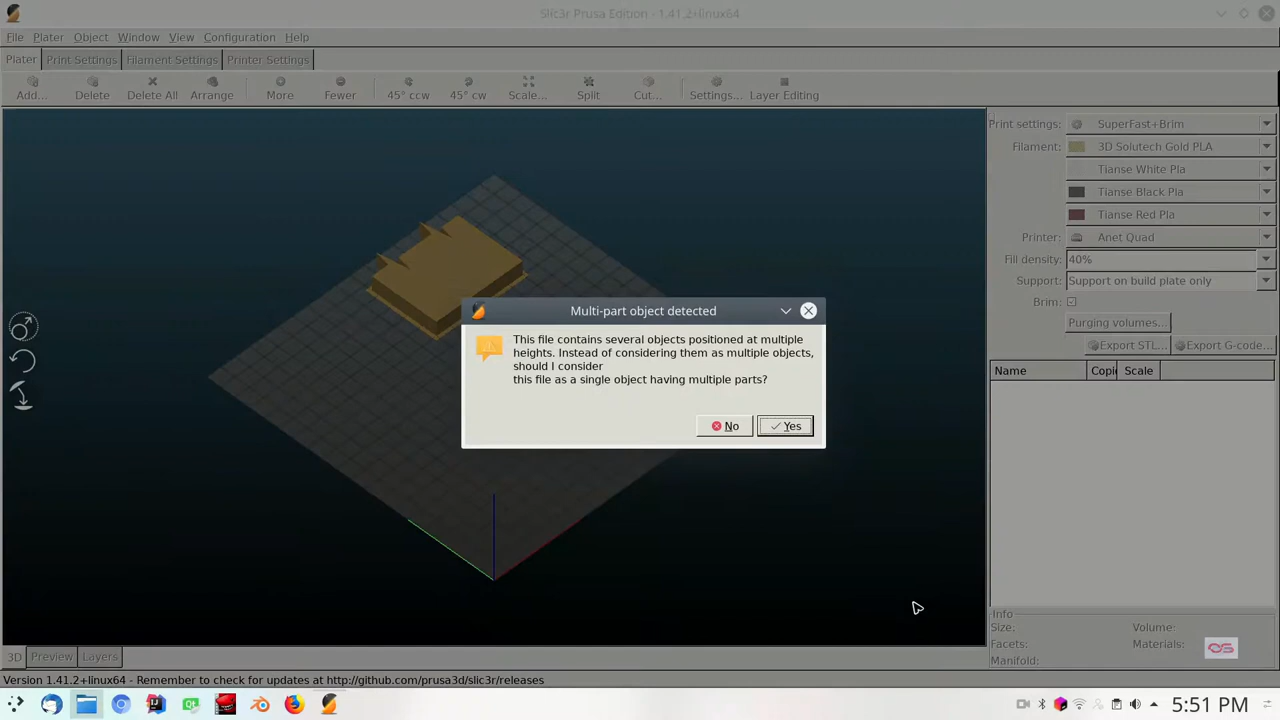 Slic3r Prusa Edition - 1.41.2+linux64
File Plater Object Window View Configuration Help
Plater Print Settings Filament Settings Printer Settings
Add... Delete Delete All Arrange More Fewer 45° ccw 45° cw Scale... Split Cut... Settings... Layer Editing
Print settings: SuperFast+Brim
Filament: 3D Solutech Gold PLA
Tianse White Pla
Tianse Black Pla
Tianse Red Pla
Printer: Anet Quad
Fill density: 40%
Support: Support on build plate only
Brim:
Purging volumes...
Export STL... Export G-code...
Name Copi Scale
Multi-part object detected
This file contains several objects positioned at multiple
heights. Instead of considering them as multiple objects,
should I consider
this file as a single object having multiple parts?
No Yes
Info
Size: Volume:
Facets: Materials:
Manifold:
3D Preview Layers
Version 1.41.2+linux64 - Remember to check for updates at http://github.com/prusa3d/slic3r/releases
5:51 PM